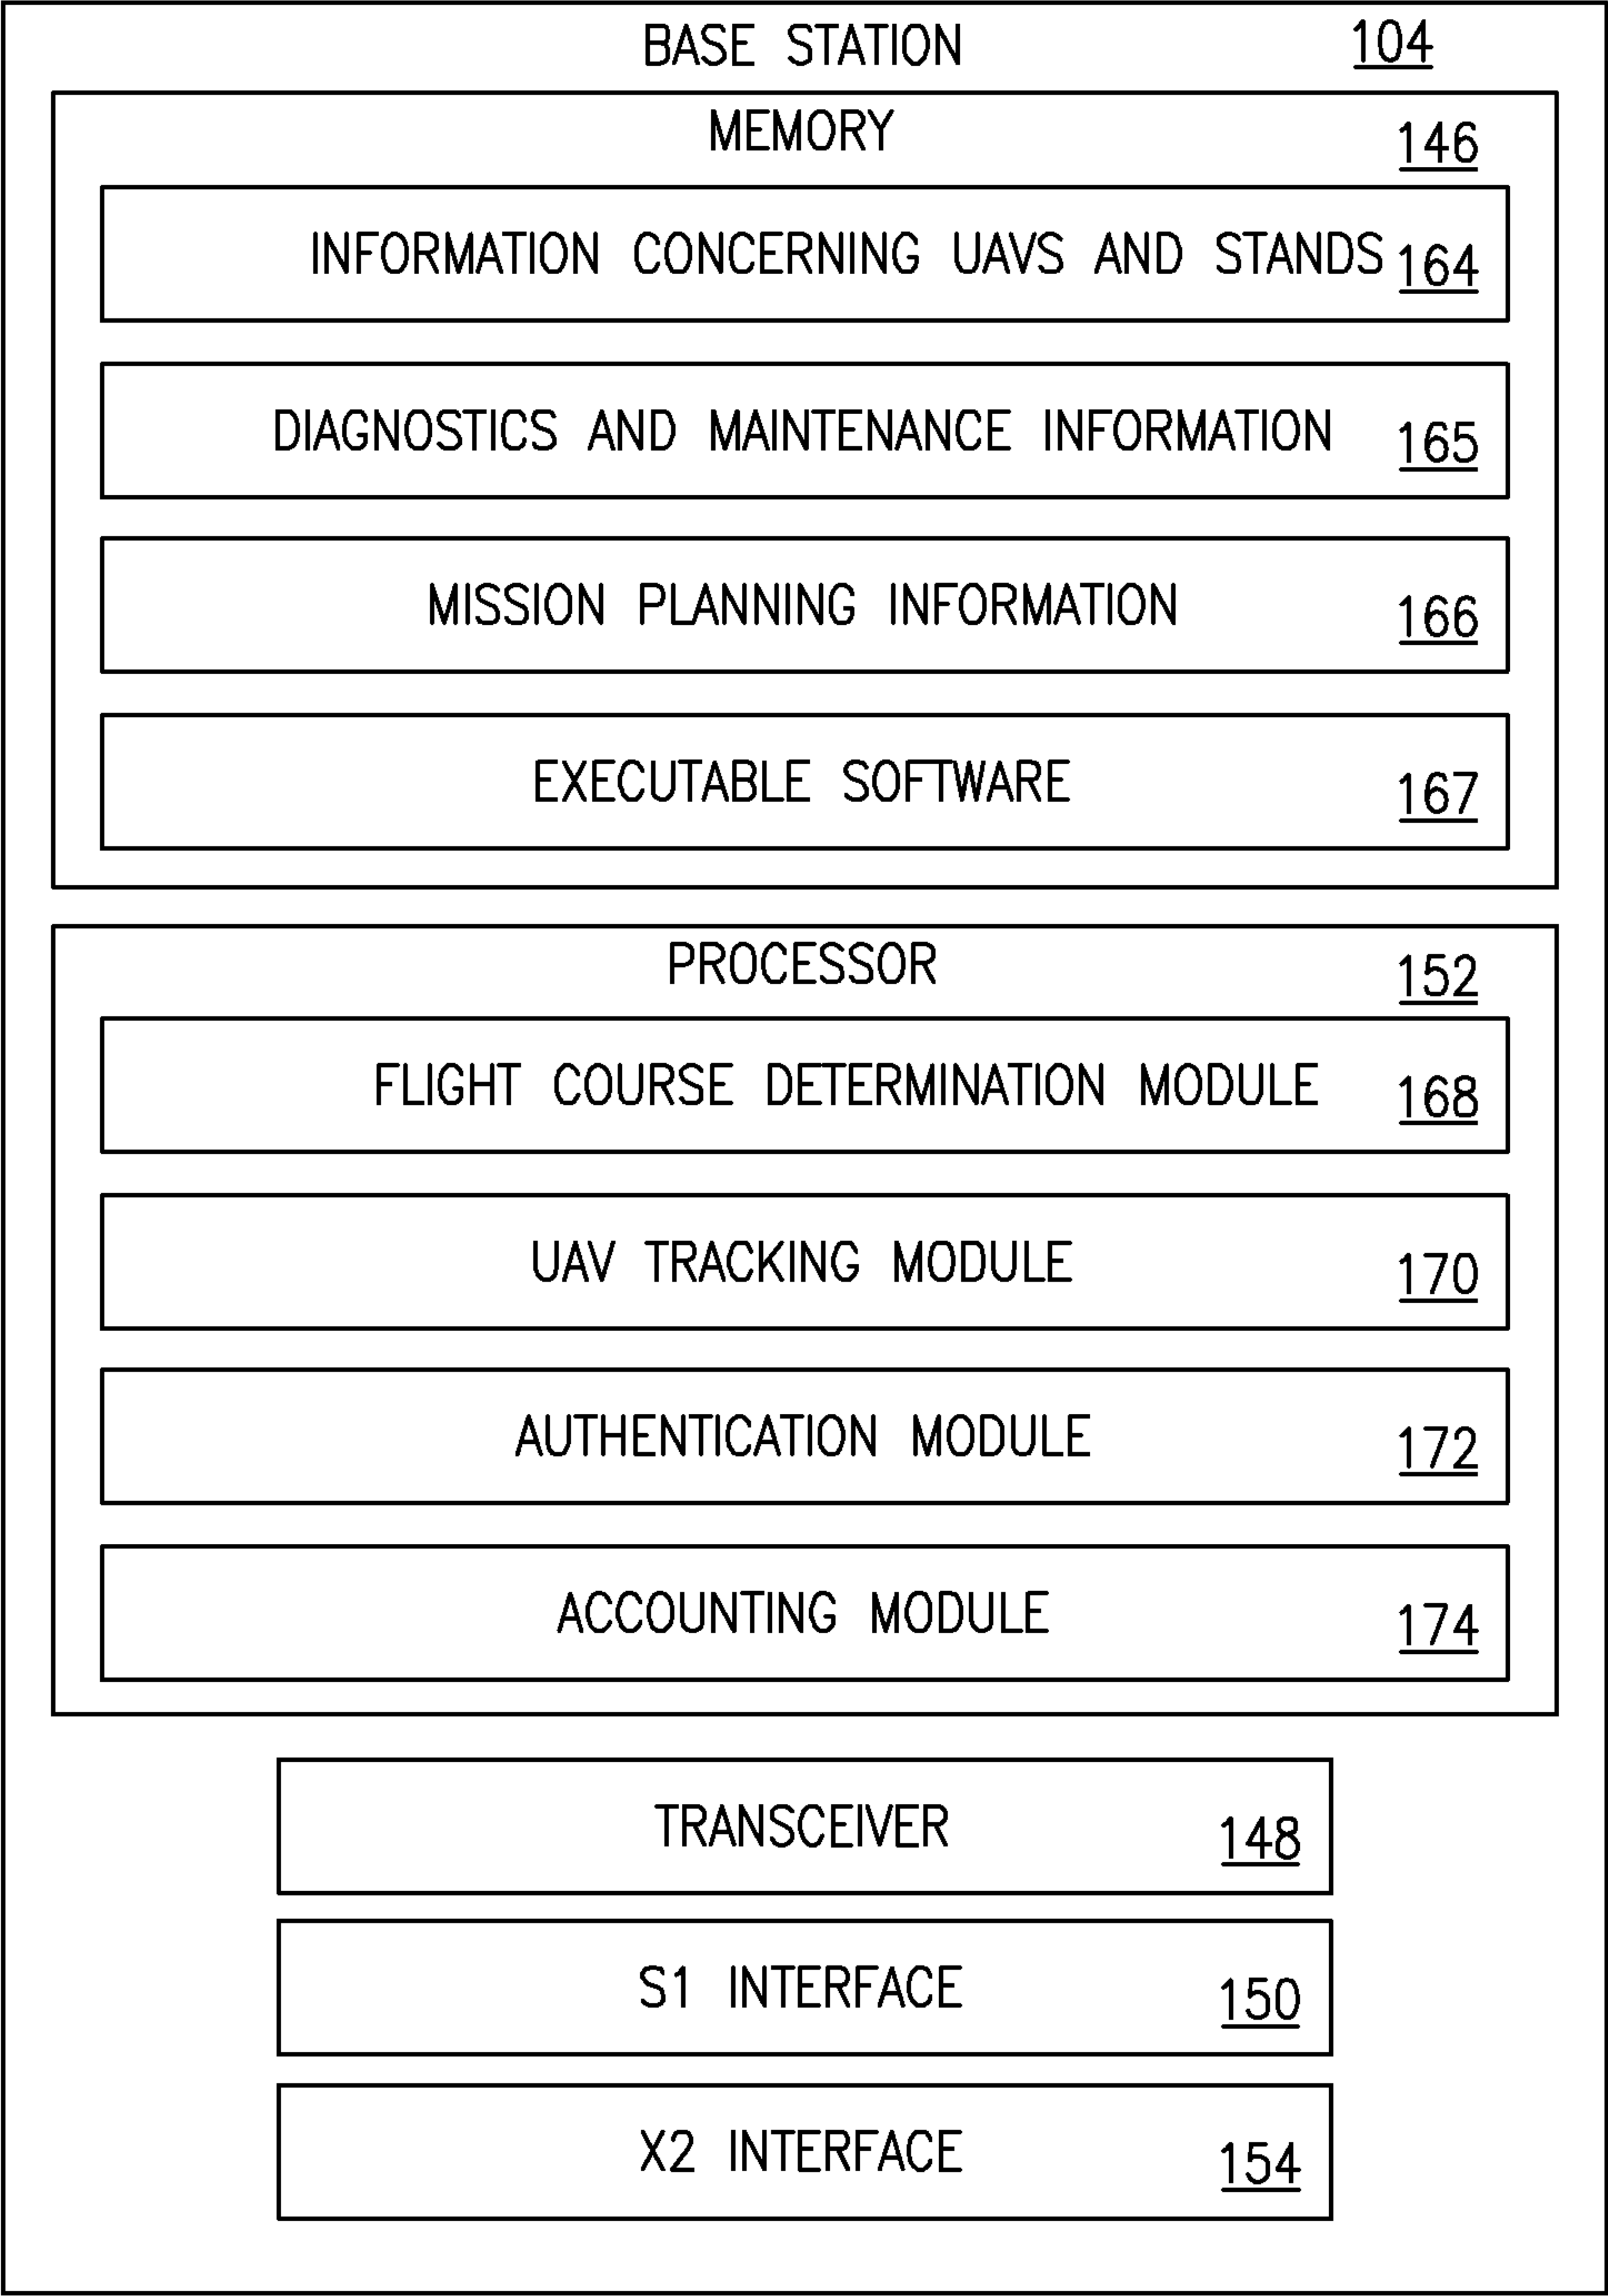 BASE STATION 104
MEMORY 146
INFORMATION CONCERNING UAVS AND STANDS 164
DIAGNOSTICS AND MAINTENANCE INFORMATION 165
MISSION PLANNING INFORMATION 166
EXECUTABLE SOFTWARE 167
PROCESSOR 152
FLIGHT COURSE DETERMINATION MODULE 168
UAV TRACKING MODULE 170
AUTHENTICATION MODULE 172
ACCOUNTING MODULE 174
TRANSCEIVER 148
S1 INTERFACE 150
X2 INTERFACE 154